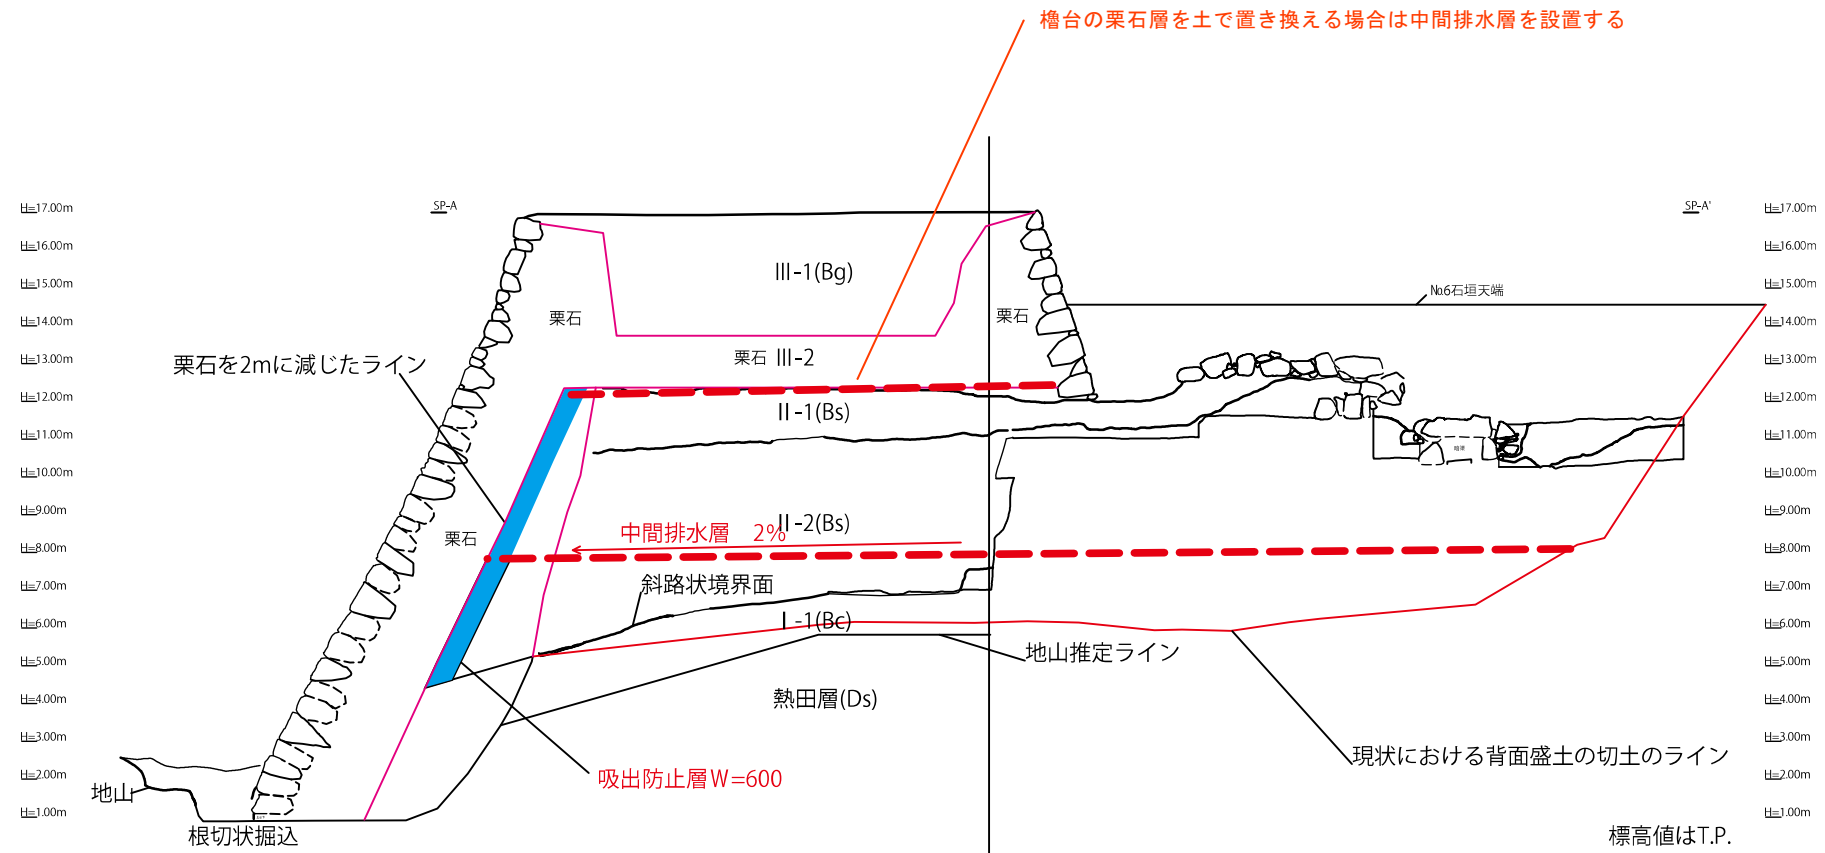 櫓台の栗石層を土で置き換える場合は中間排水層を設置する
H=17.00m
SP-A
SP-A'
H=17.00m
H=16.00m
H=16.00m
H=15.00m
III-1(Bg)
H=15.00m
№6石垣天端
H=14.00m
栗石
栗石
H=14.00m
H=13.00m
栗石を2mに減じたライン
栗石 III-2
H=13.00m
H=12.00m
II-1(Bs)
H=12.00m
H=11.00m
H=11.00m
H=10.00m
H=10.00m
H=9.00m
H=9.00m
栗石
中間排水層 2%
II-2(Bs)
H=8.00m
H=8.00m
H=7.00m
斜路状境界面
H=7.00m
H=6.00m
I-1(Bc)
H=6.00m
H=5.00m
地山推定ライン
H=5.00m
H=4.00m
熱田層(Ds)
H=4.00m
H=3.00m
H=3.00m
現状における背面盛土の切土のライン
H=2.00m
吸出防止層W=600
H=2.00m
地山
H=1.00m
H=1.00m
根切状掘込
標高値はT.P.